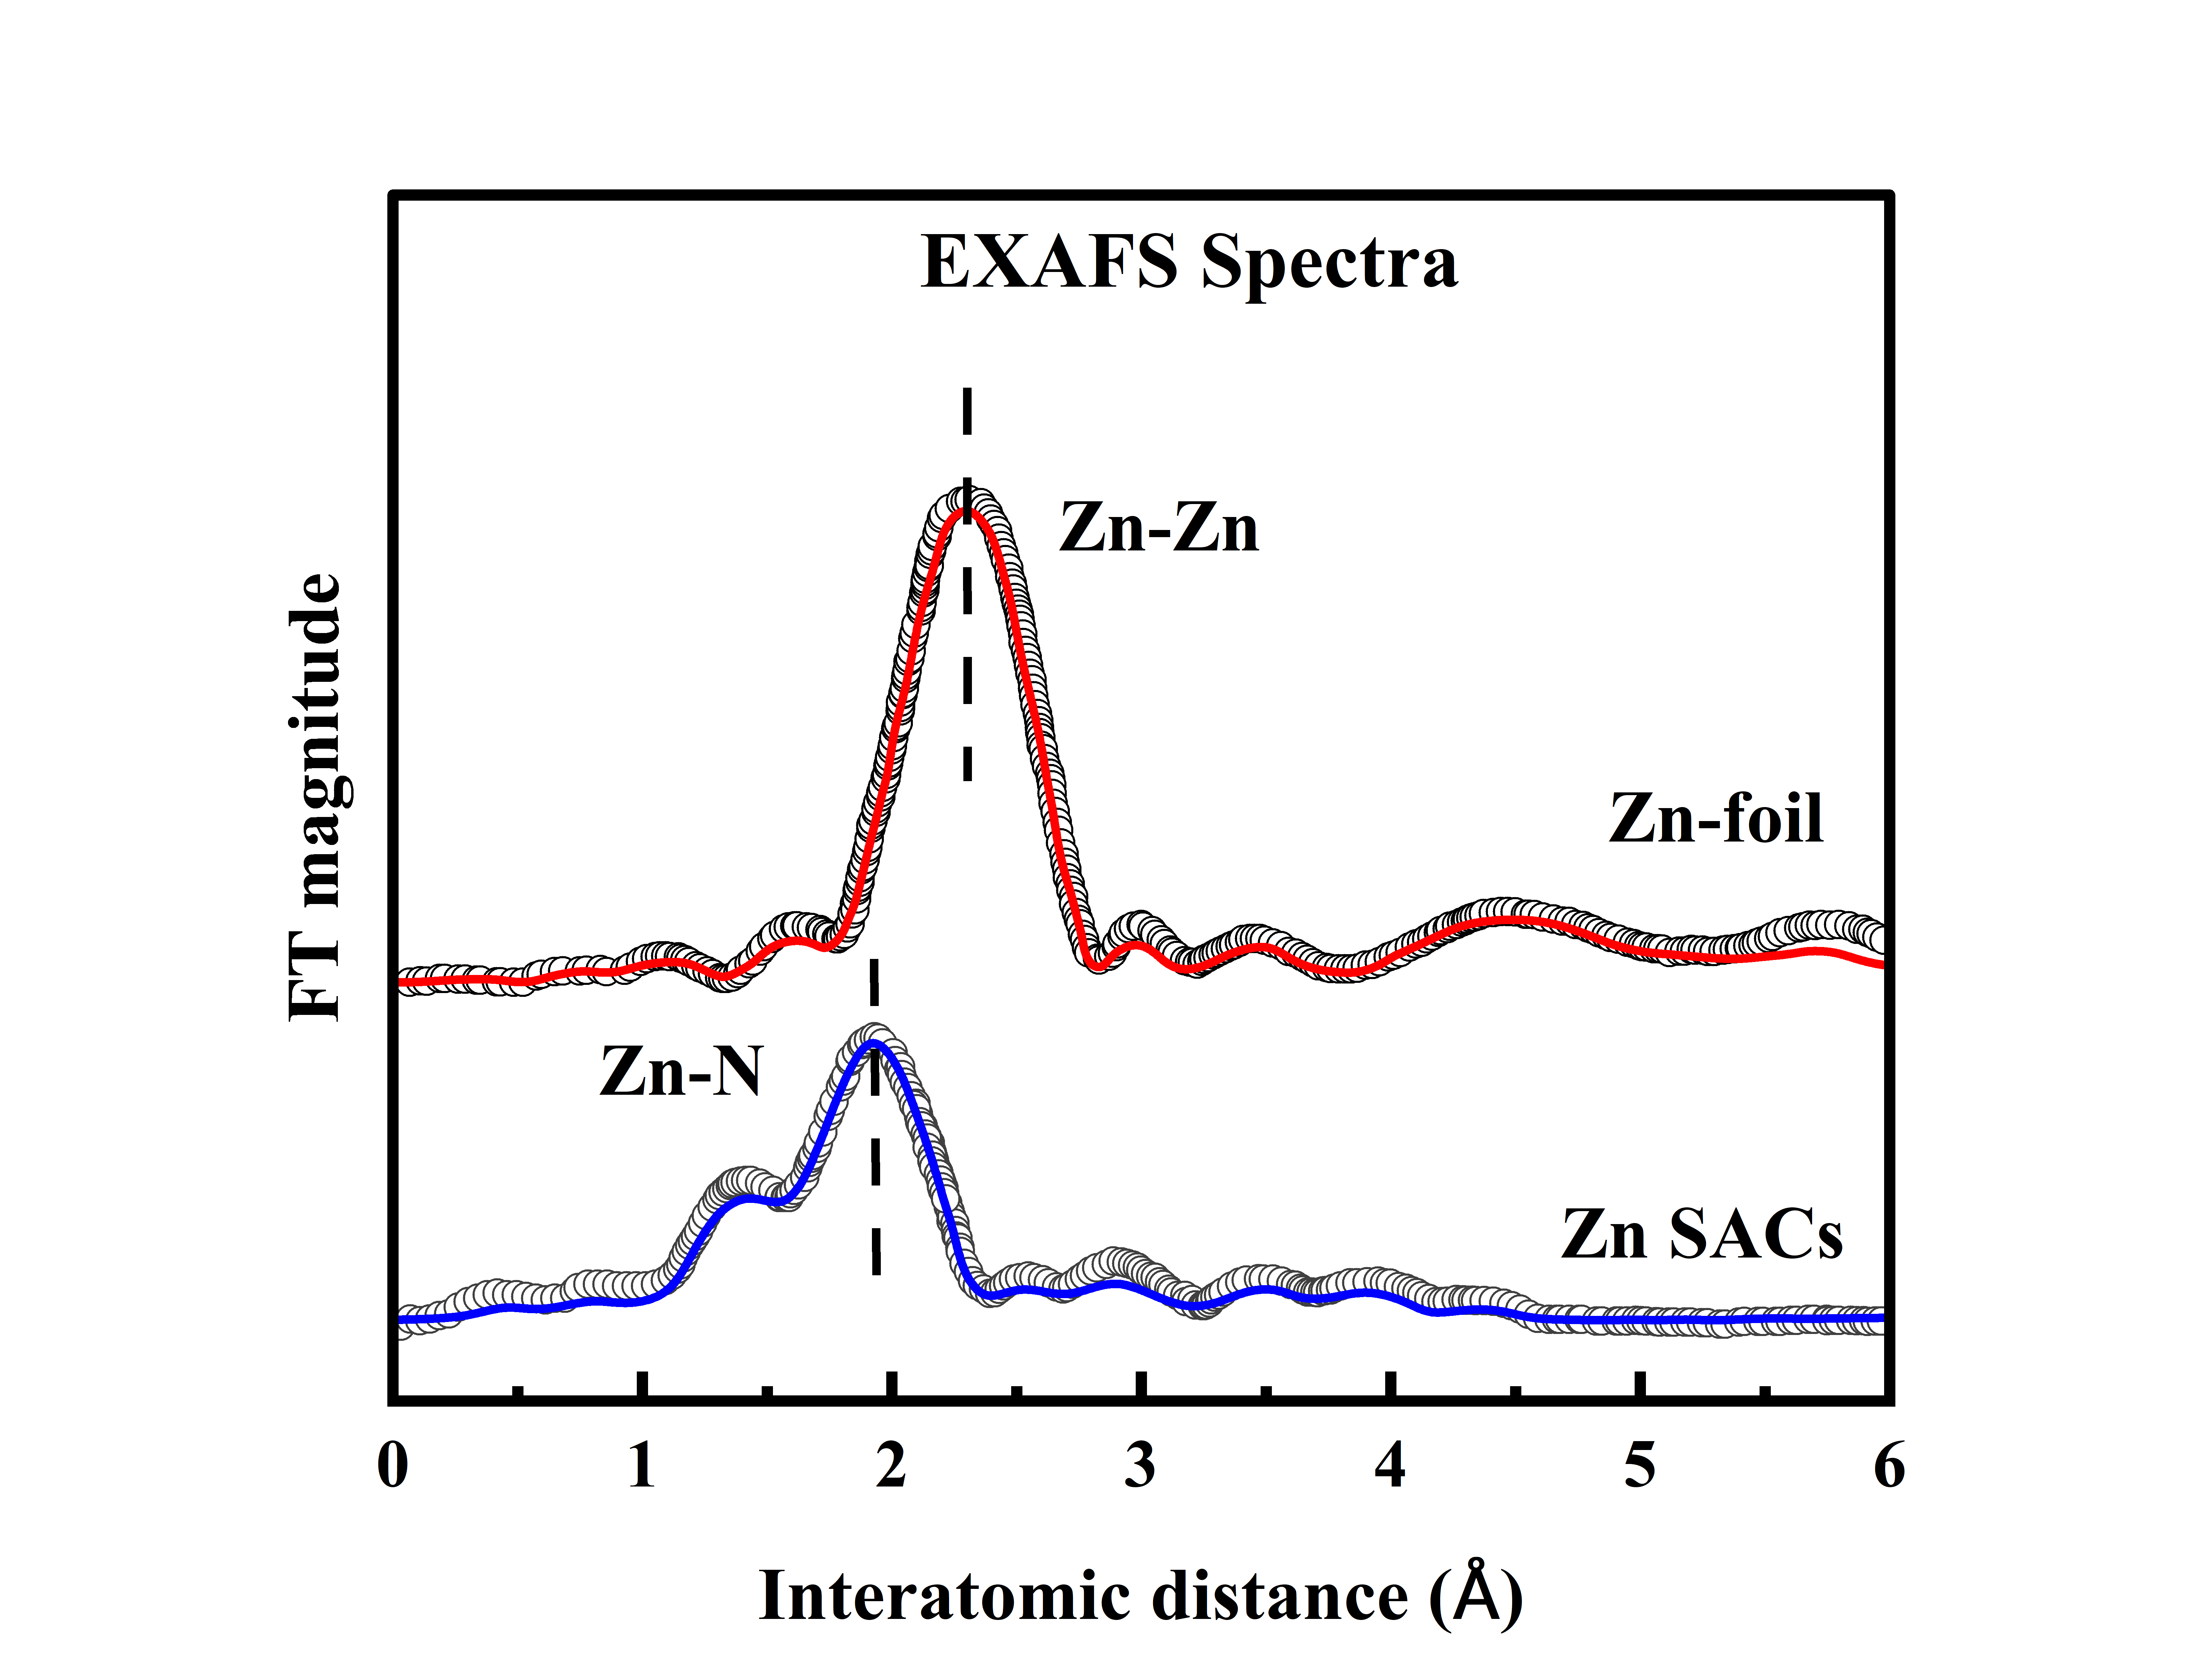 EXAFS Spectra
Zn-Zn
Zn-foil
Zn-N
Zn SACs
FT magnitude
0 1 2 3 4 5 6
Interatomic distance (Å)